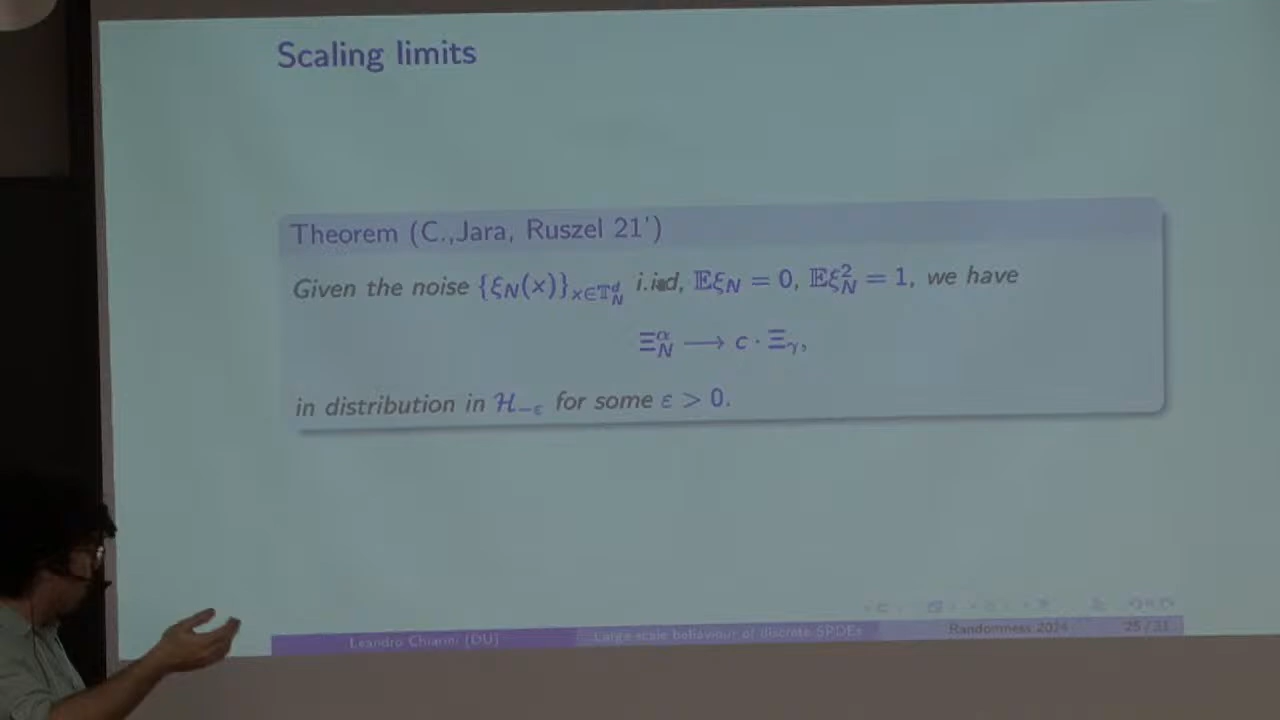 Scaling limits
Theorem (C.,Jara, Ruszel 21')
Given the noise {ξ_N(x)}_{x∈𝕋_N^d} i.i.d, 𝔼ξ_N = 0, 𝔼ξ_N^2 = 1, we have
Ξ_N^α ⟶ c · Ξ_γ,
in distribution in ℋ_{−ε} for some ε > 0.
Leandro Chiarini (DU) Large scale behaviour of discrete SPDEs Randomness 2024 25 / 31